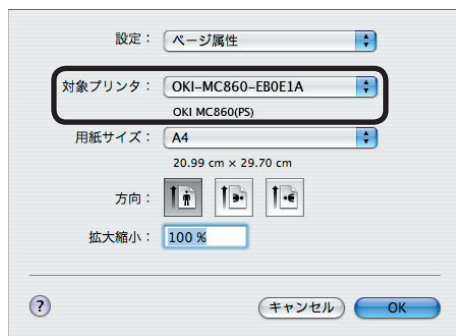 設定： ページ属性
対象プリンタ： OKI-MC860-EB0E1A
OKI MC860(PS)
用紙サイズ： A4
20.99 cm × 29.70 cm
方向：
拡大縮小： 100 %
? キャンセル OK